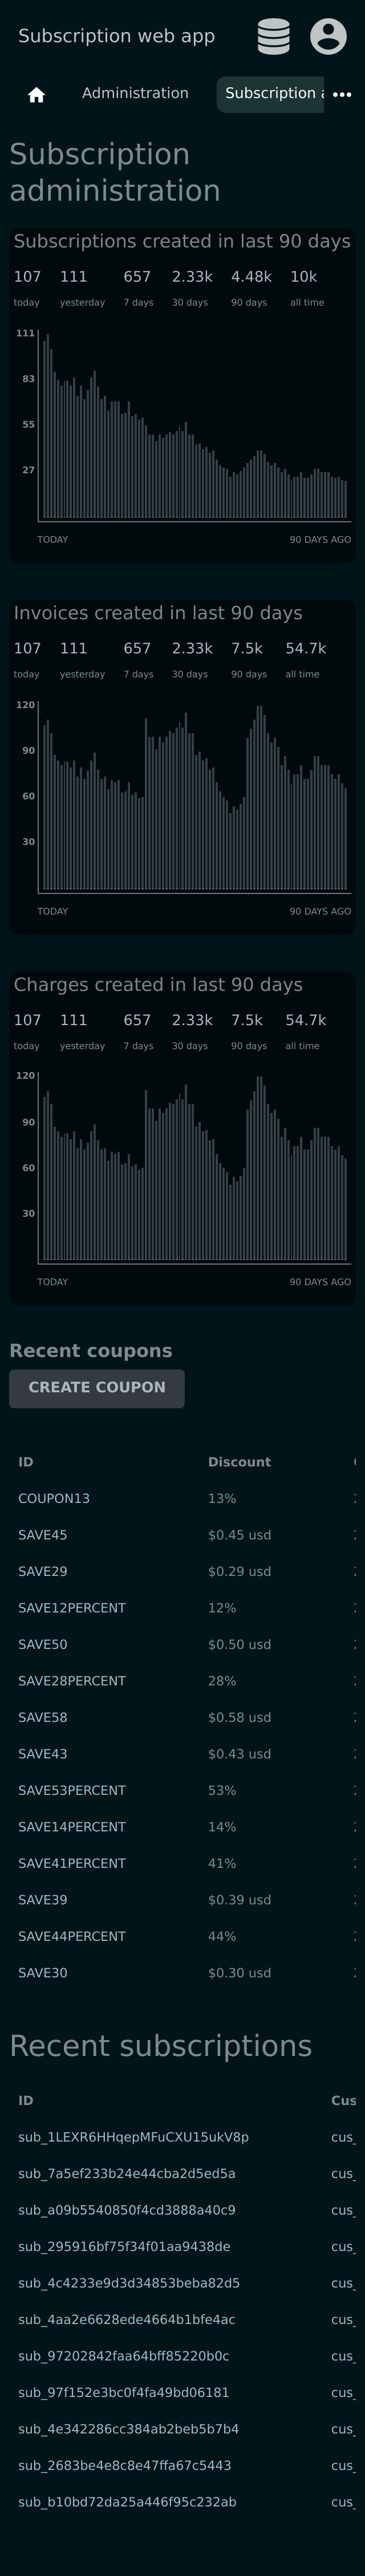 Subscription web app
Administration
Subscription
Subscription
administration
Subscriptions created in last 90 days
107 111 657 2.33k 4.48k 10k
today yesterday 7 days 30 days 90 days all time
111
83
55
27
TODAY 90 DAYS AGO
Invoices created in last 90 days
107 111 657 2.33k 7.5k 54.7k
today yesterday 7 days 30 days 90 days all time
120
90
60
30
TODAY 90 DAYS AGO
Charges created in last 90 days
107 111 657 2.33k 7.5k 54.7k
today yesterday 7 days 30 days 90 days all time
120
90
60
30
TODAY 90 DAYS AGO
Recent coupons
CREATE COUPON
ID Discount
COUPON13 13%
SAVE45 $0.45 usd
SAVE29 $0.29 usd
SAVE12PERCENT 12%
SAVE50 $0.50 usd
SAVE28PERCENT 28%
SAVE58 $0.58 usd
SAVE43 $0.43 usd
SAVE53PERCENT 53%
SAVE14PERCENT 14%
SAVE41PERCENT 41%
SAVE39 $0.39 usd
SAVE44PERCENT 44%
SAVE30 $0.30 usd
Recent subscriptions
ID Cus
sub_1LEXR6HHqepMFuCXU15ukV8p cus_
sub_7a5ef233b24e44cba2d5ed5a cus_
sub_a09b5540850f4cd3888a40c9 cus_
sub_295916bf75f34f01aa9438de cus_
sub_4c4233e9d3d34853beba82d5 cus_
sub_4aa2e6628ede4664b1bfe4ac cus_
sub_97202842faa64bff85220b0c cus_
sub_97f152e3bc0f4fa49bd06181 cus_
sub_4e342286cc384ab2beb5b7b4 cus_
sub_2683be4e8c8e47ffa67c5443 cus_
sub_b10bd72da25a446f95c232ab cus_